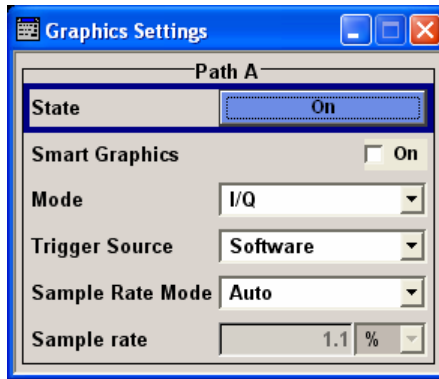 Graphics Settings
Path A
State On
Smart Graphics On
Mode I/Q
Trigger Source Software
Sample Rate Mode Auto
Sample rate 1.1 %